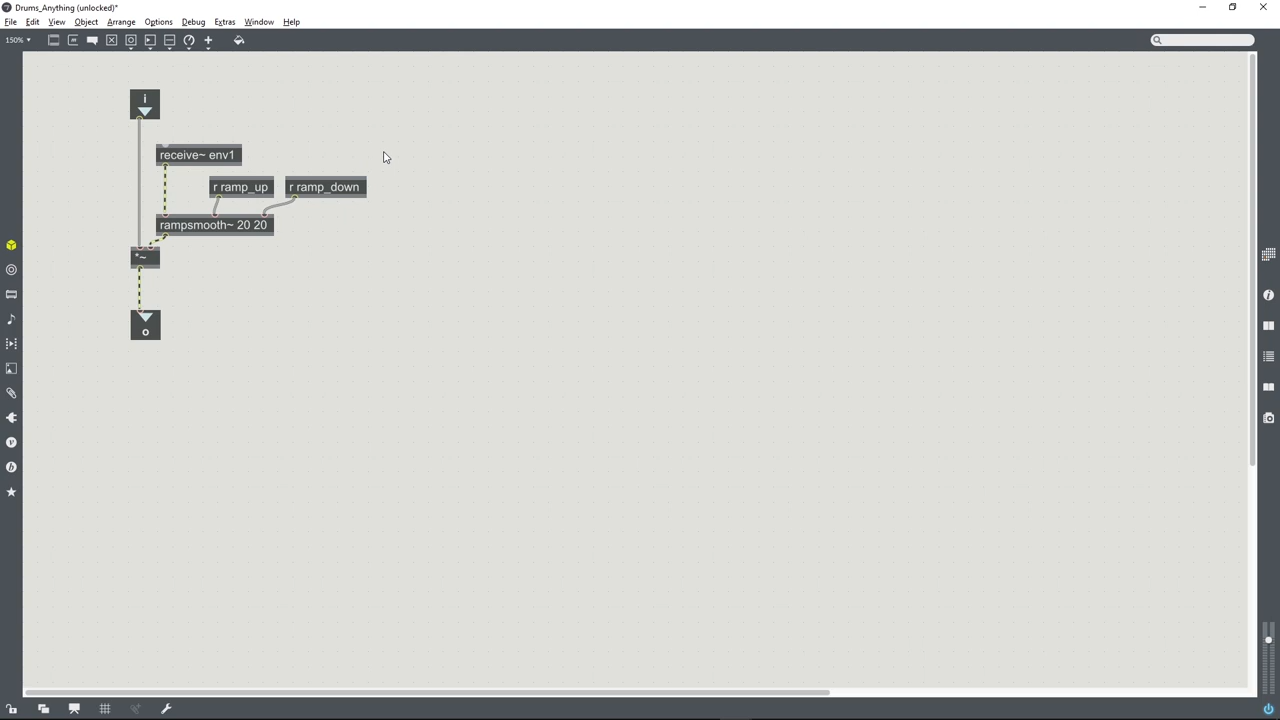 Drums_Anything (unlocked)*
File Edit View Object Arrange Options Debug Extras Window Help
150%
i
receive~ env1
r ramp_up r ramp_down
rampsmooth~ 20 20
*~
o